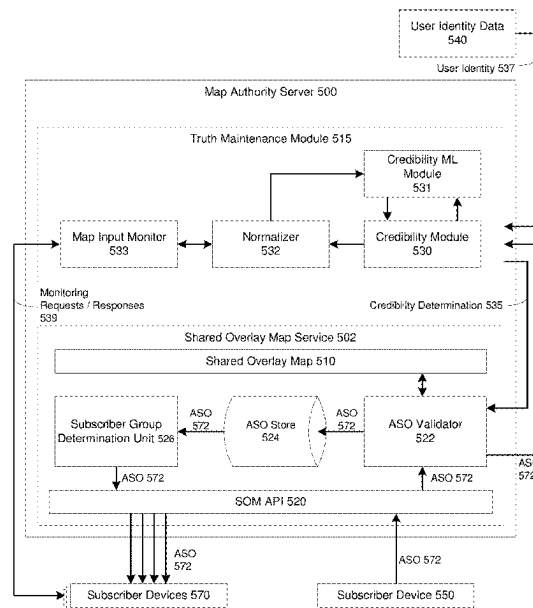 User Identity Data
540
User Identity 537
Map Authority Server 500
Truth Maintenance Module 515
Credibility ML
Module
531
Map Input Monitor
533
Normalizer
532
Credibility Module
530
Monitoring
Requests / Responses
539
Credibility Determination 535
Shared Overlay Map Service 502
Shared Overlay Map 510
Subscriber Group
Determination Unit 526
ASO
572
ASO Store
524
ASO
572
ASO Validator
522
ASO
572
ASO 572
ASO 572
SOM API 520
ASO
572
ASO 572
Subscriber Devices 570
Subscriber Device 550